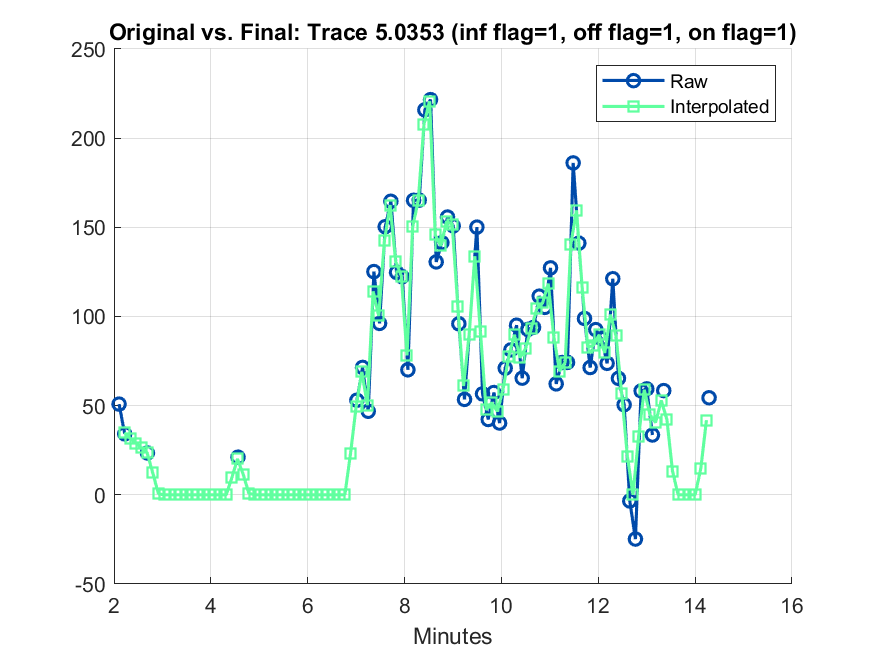 Original vs. Final: Trace 5.0353 (inf flag=1, off flag=1, on flag=1)
250
200
150
100
50
0
-50
2 4 6 8 10 12 14 16
Minutes
Raw
Interpolated